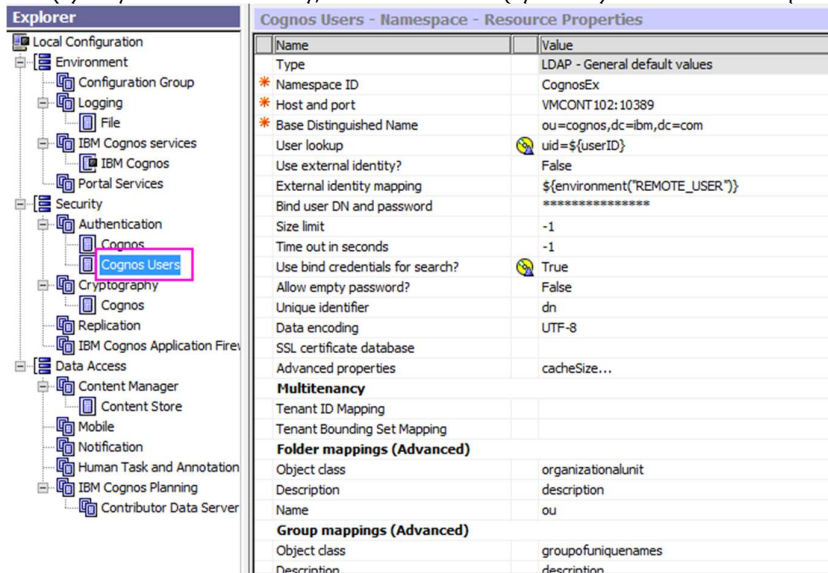 Explorer
Local Configuration
Environment
Configuration Group
Logging
File
IBM Cognos services
IBM Cognos
Portal Services
Security
Authentication
Cognos
Cognos Users
Cryptography
Cognos
Replication
IBM Cognos Application Firew
Data Access
Content Manager
Content Store
Mobile
Notification
Human Task and Annotation
IBM Cognos Planning
Contributor Data Server
Cognos Users - Namespace - Resource Properties
Name Value
Type LDAP - General default values
* Namespace ID CognosEx
* Host and port VMCONT102:10389
* Base Distinguished Name ou=cognos,dc=ibm,dc=com
User lookup uid=${userID}
Use external identity? False
External identity mapping ${environment("REMOTE_USER")}
Bind user DN and password ***************
Size limit -1
Time out in seconds -1
Use bind credentials for search? True
Allow empty password? False
Unique identifier dn
Data encoding UTF-8
SSL certificate database
Advanced properties cacheSize...
Multitenancy
Tenant ID Mapping
Tenant Bounding Set Mapping
Folder mappings (Advanced)
Object class organizationalunit
Description description
Name ou
Group mappings (Advanced)
Object class groupofuniquenames
Description description